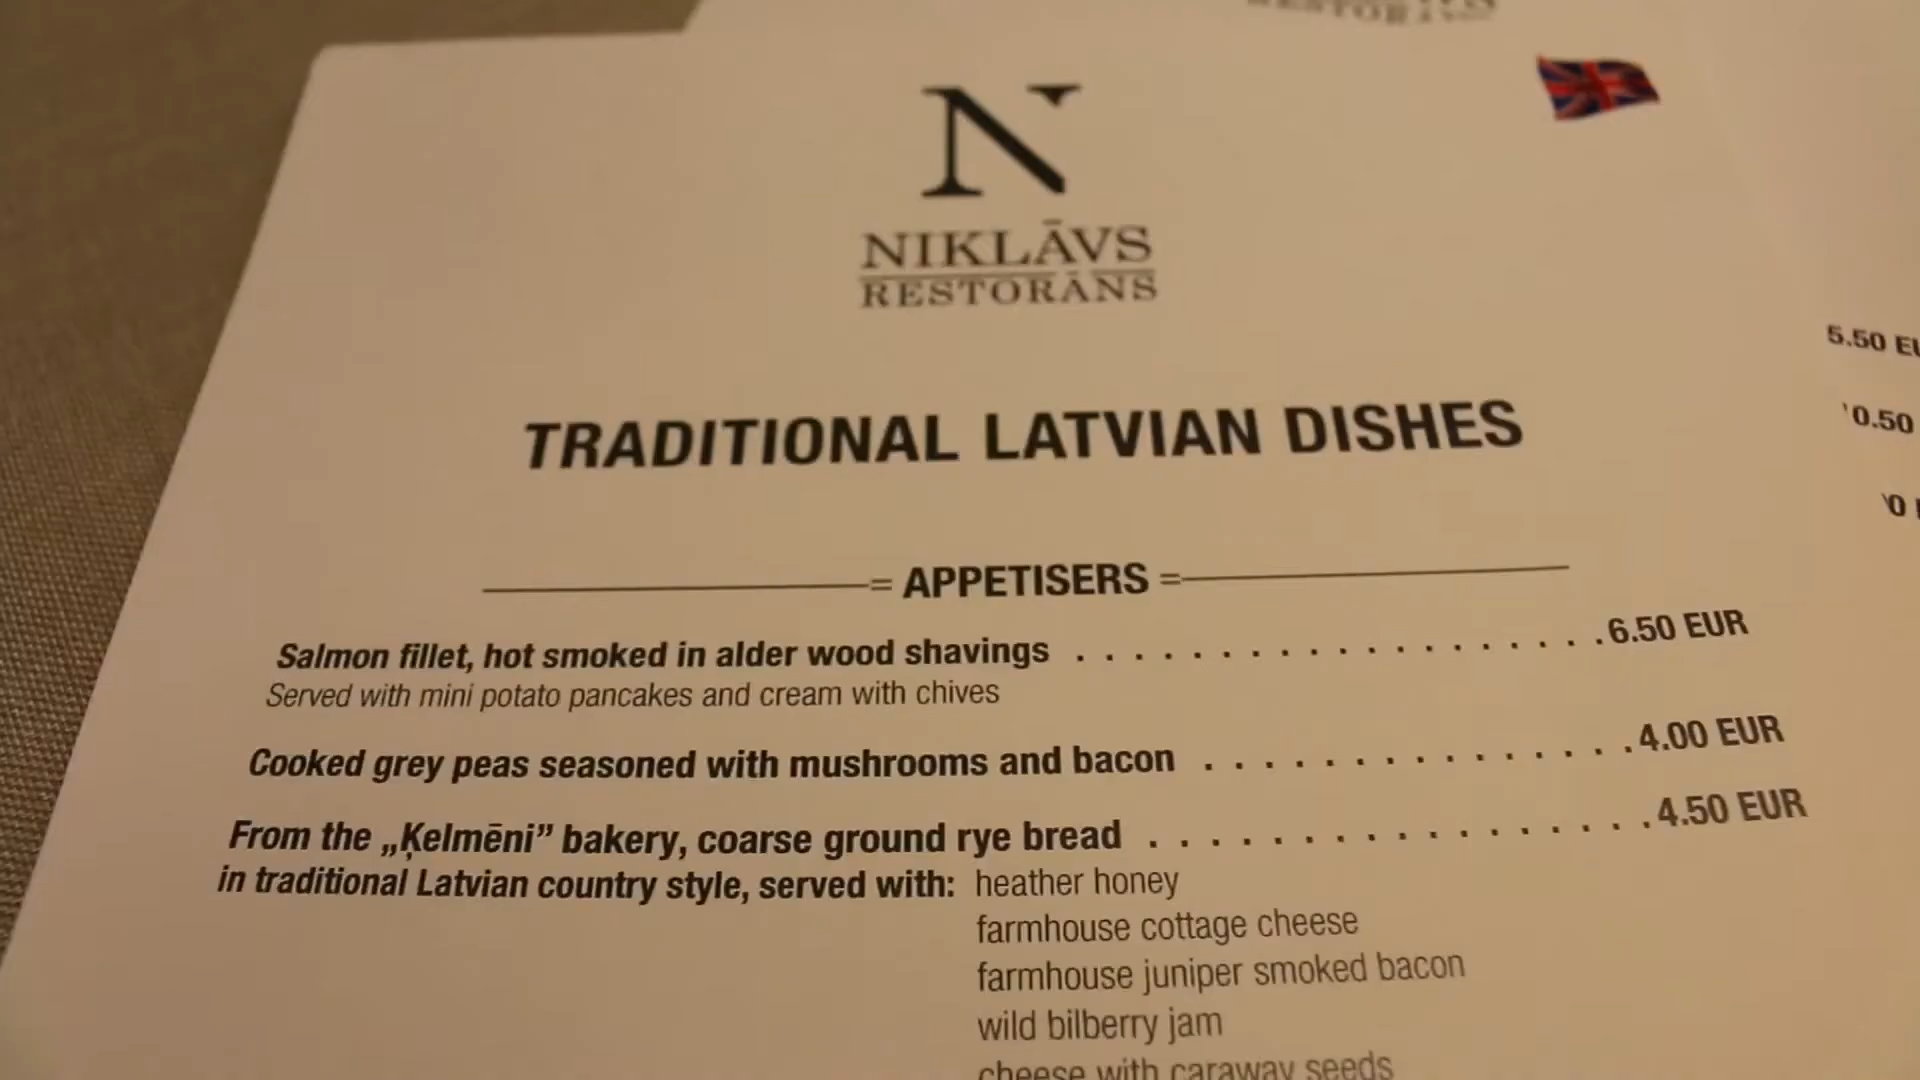 N
NIKLĀVS
RESTORĀNS
TRADITIONAL LATVIAN DISHES
= APPETISERS =
Salmon fillet, hot smoked in alder wood shavings . . . . . . . . . . . . . . . . . . .6.50 EUR
Served with mini potato pancakes and cream with chives
Cooked grey peas seasoned with mushrooms and bacon . . . . . . . . . . . . . . .4.00 EUR
From the „Ķelmēni” bakery, coarse ground rye bread . . . . . . . . . . . . . . . . .4.50 EUR
in traditional Latvian country style, served with: heather honey
farmhouse cottage cheese
farmhouse juniper smoked bacon
wild bilberry jam
cheese with caraway seeds
5.50
0.50